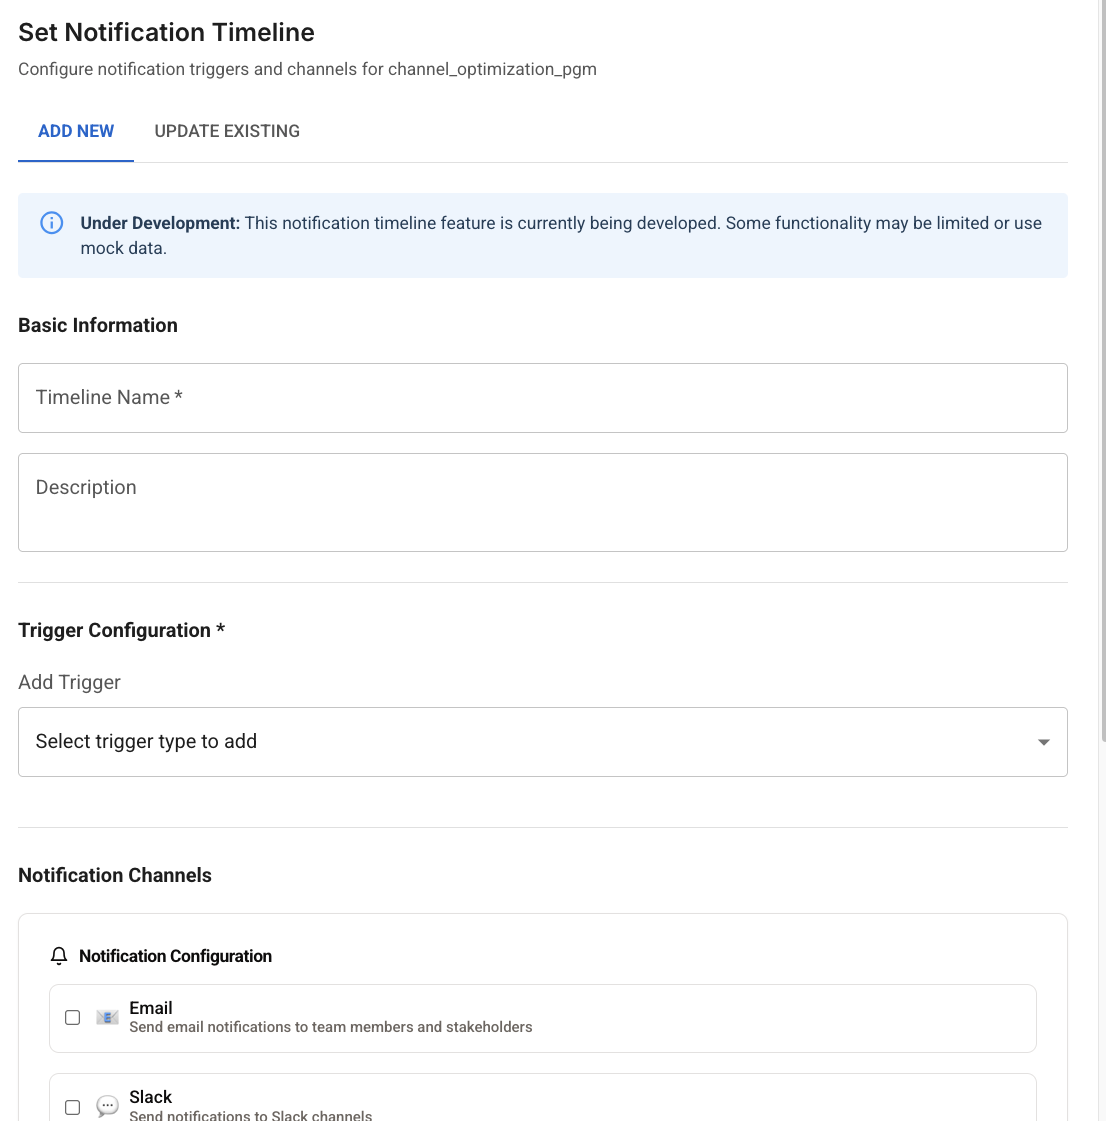 Set Notification Timeline
Configure notification triggers and channels for channel_optimization_pgm
ADD NEW
UPDATE EXISTING
Under Development: This notification timeline feature is currently being developed. Some functionality may be limited or use
mock data.
Basic Information
Timeline Name *
Description
Trigger Configuration *
Add Trigger
Select trigger type to add
Notification Channels
Notification Configuration
Email
Send email notifications to team members and stakeholders
Slack
Send notifications to Slack channels